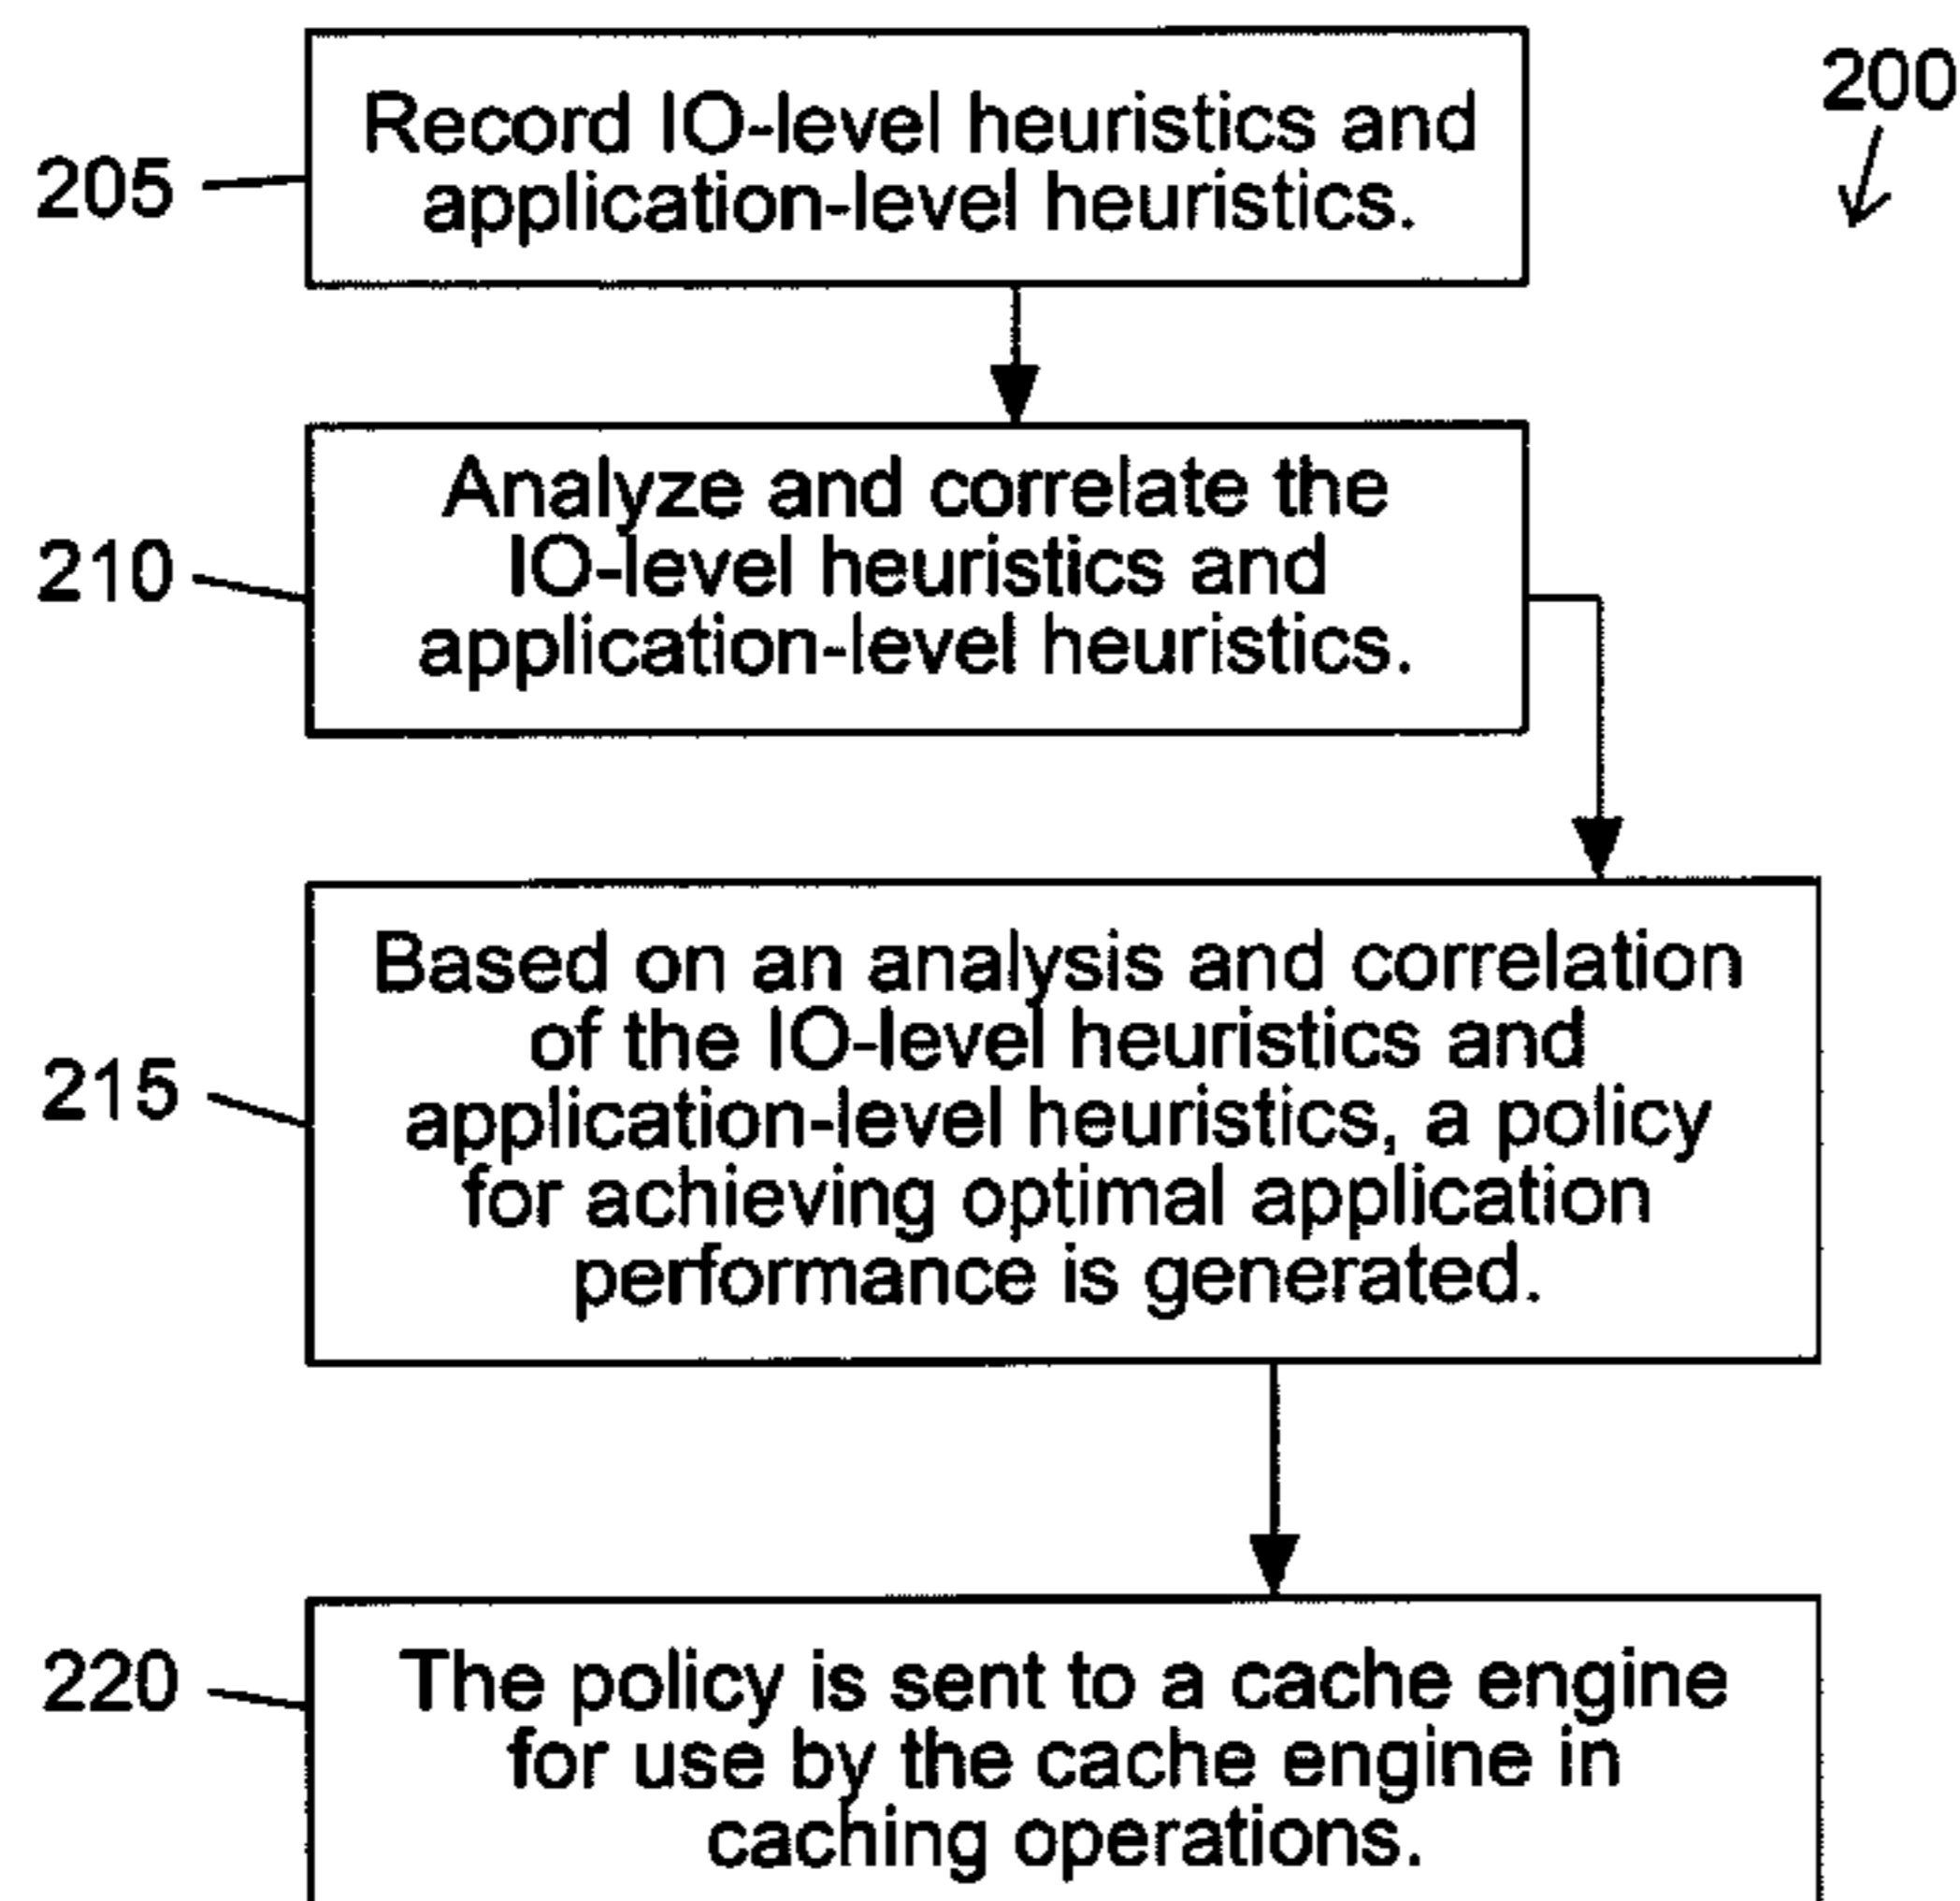 200
205
Record IO-level heuristics and
application-level heuristics.
210
Analyze and correlate the
IO-level heuristics and
application-level heuristics.
215
Based on an analysis and correlation
of the IO-level heuristics and
application-level heuristics, a policy
for achieving optimal application
performance is generated.
220
The policy is sent to a cache engine
for use by the cache engine in
caching operations.